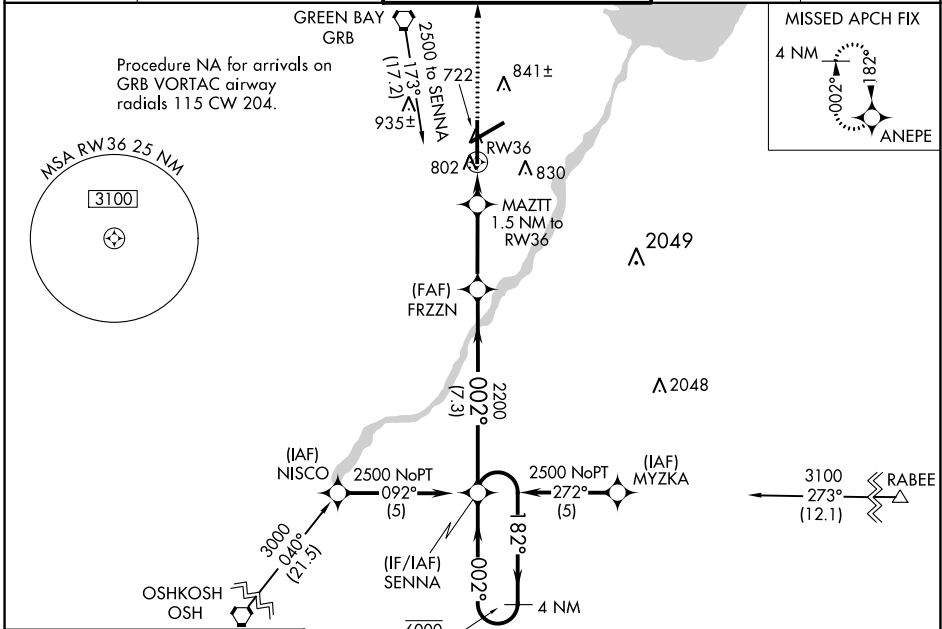 GREEN BAY
GRB
Procedure NA for arrivals on
GRB VORTAC airway
radials 115 CW 204.
2500 to SENNA
173°
(17.2)
722
841±
935±
RW36
802
830
MISSED APCH FIX
4 NM
002°
182°
ANEPE
MSA RW36 25 NM
3100
MAZTT
1.5 NM to
RW36
2049
(FAF)
FRZZN
2200
002°
(7.3)
2048
(IAF)
NISCO
2500 NoPT
092°
(5)
2500 NoPT
272°
(5)
(IAF)
MYZKA
3100
273°
(12.1)
RABEE
3000
040°
(21.5)
(IF/IAF)
SENNA
002°
182°
4 NM
OSHKOSH
OSH
6000